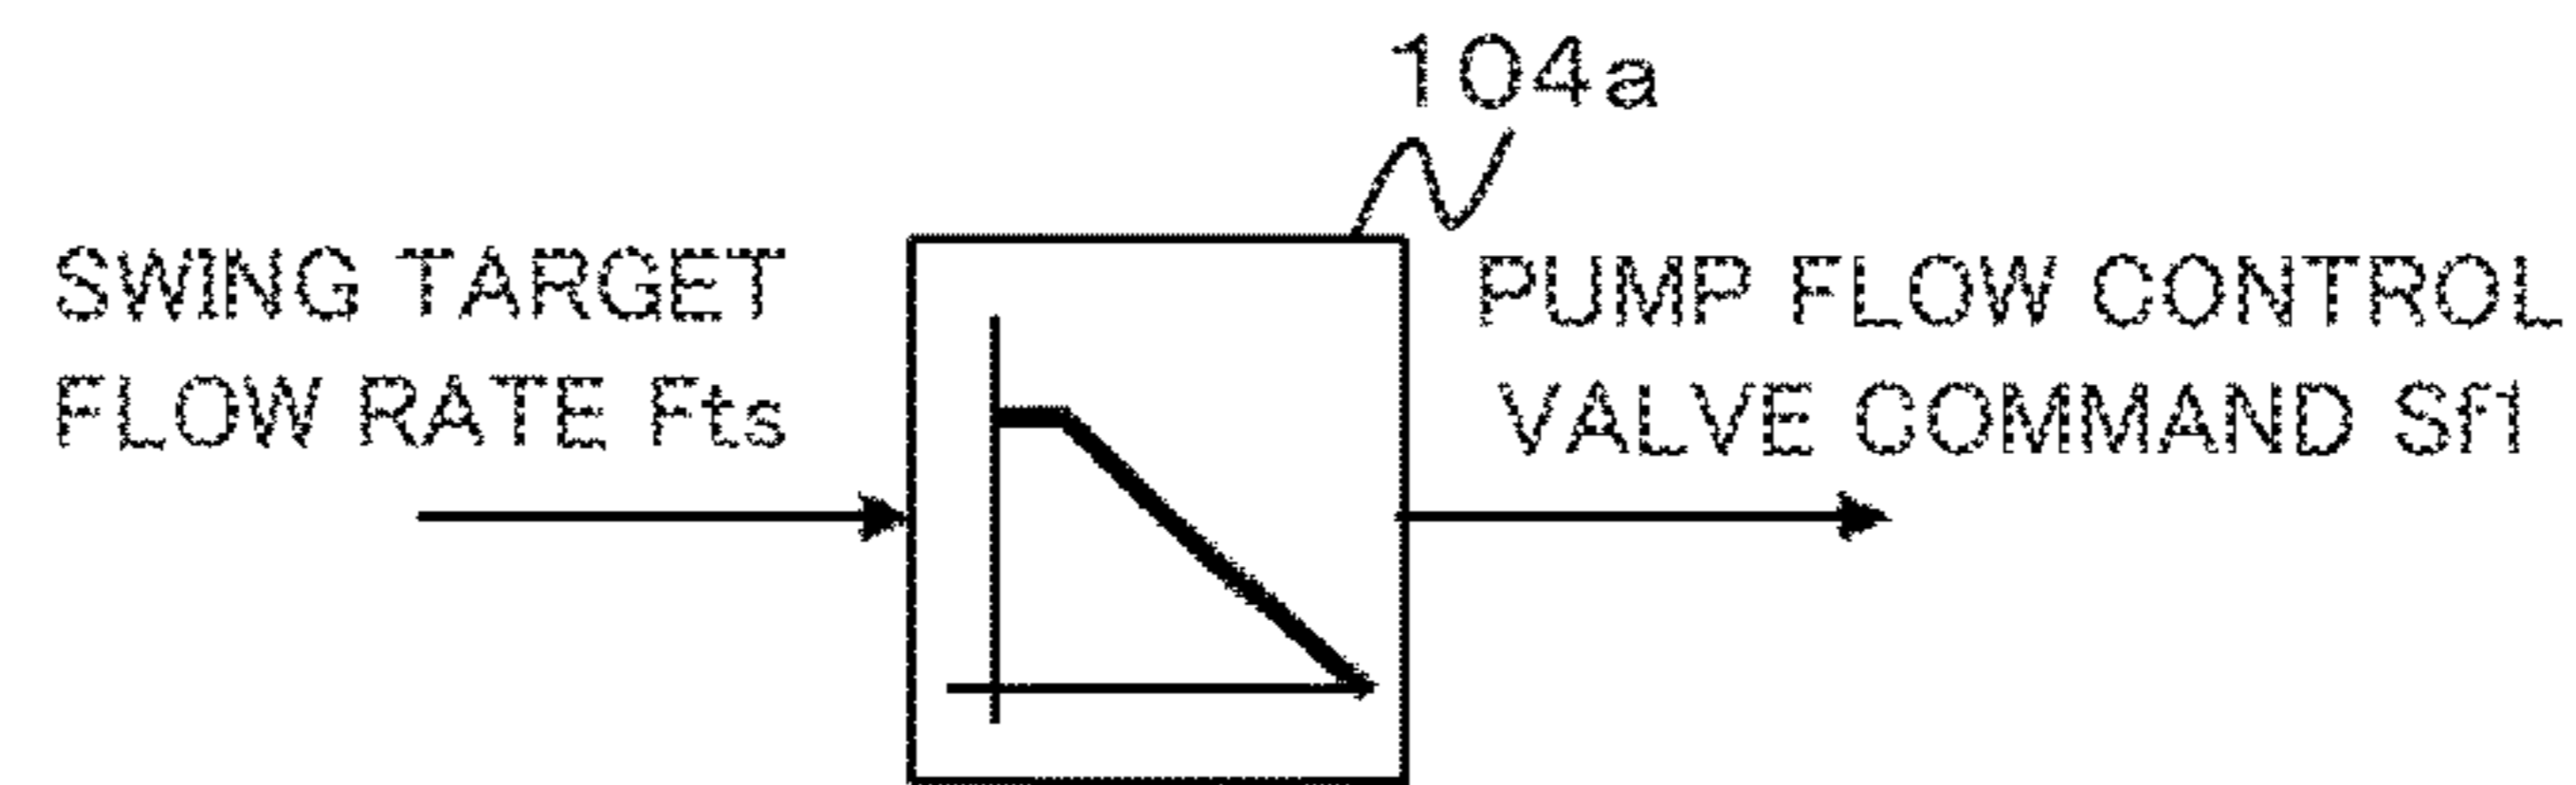 104a
SWING TARGET
FLOW RATE Fts
PUMP FLOW CONTROL
VALVE COMMAND Sf1